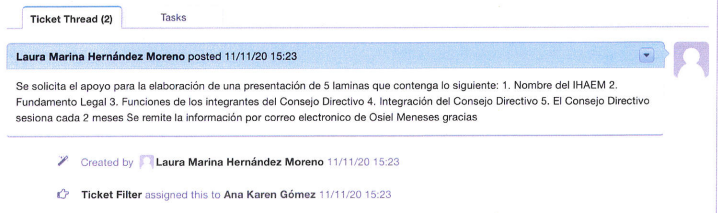 Ticket Thread (2)
Tasks
Laura Marina Hernández Moreno posted 11/11/20 15:23
Se solicita el apoyo para la elaboración de una presentación de 5 laminas que contenga lo siguiente: 1. Nombre del IHAEM 2.
Fundamento Legal 3. Funciones de los integrantes del Consejo Directivo 4. Integración del Consejo Directivo 5. El Consejo Directivo
sesiona cada 2 meses Se remite la información por correo electronico de Osiel Meneses gracias
Created by Laura Marina Hernández Moreno 11/11/20 15:23
Ticket Filter assigned this to Ana Karen Gómez 11/11/20 15:23